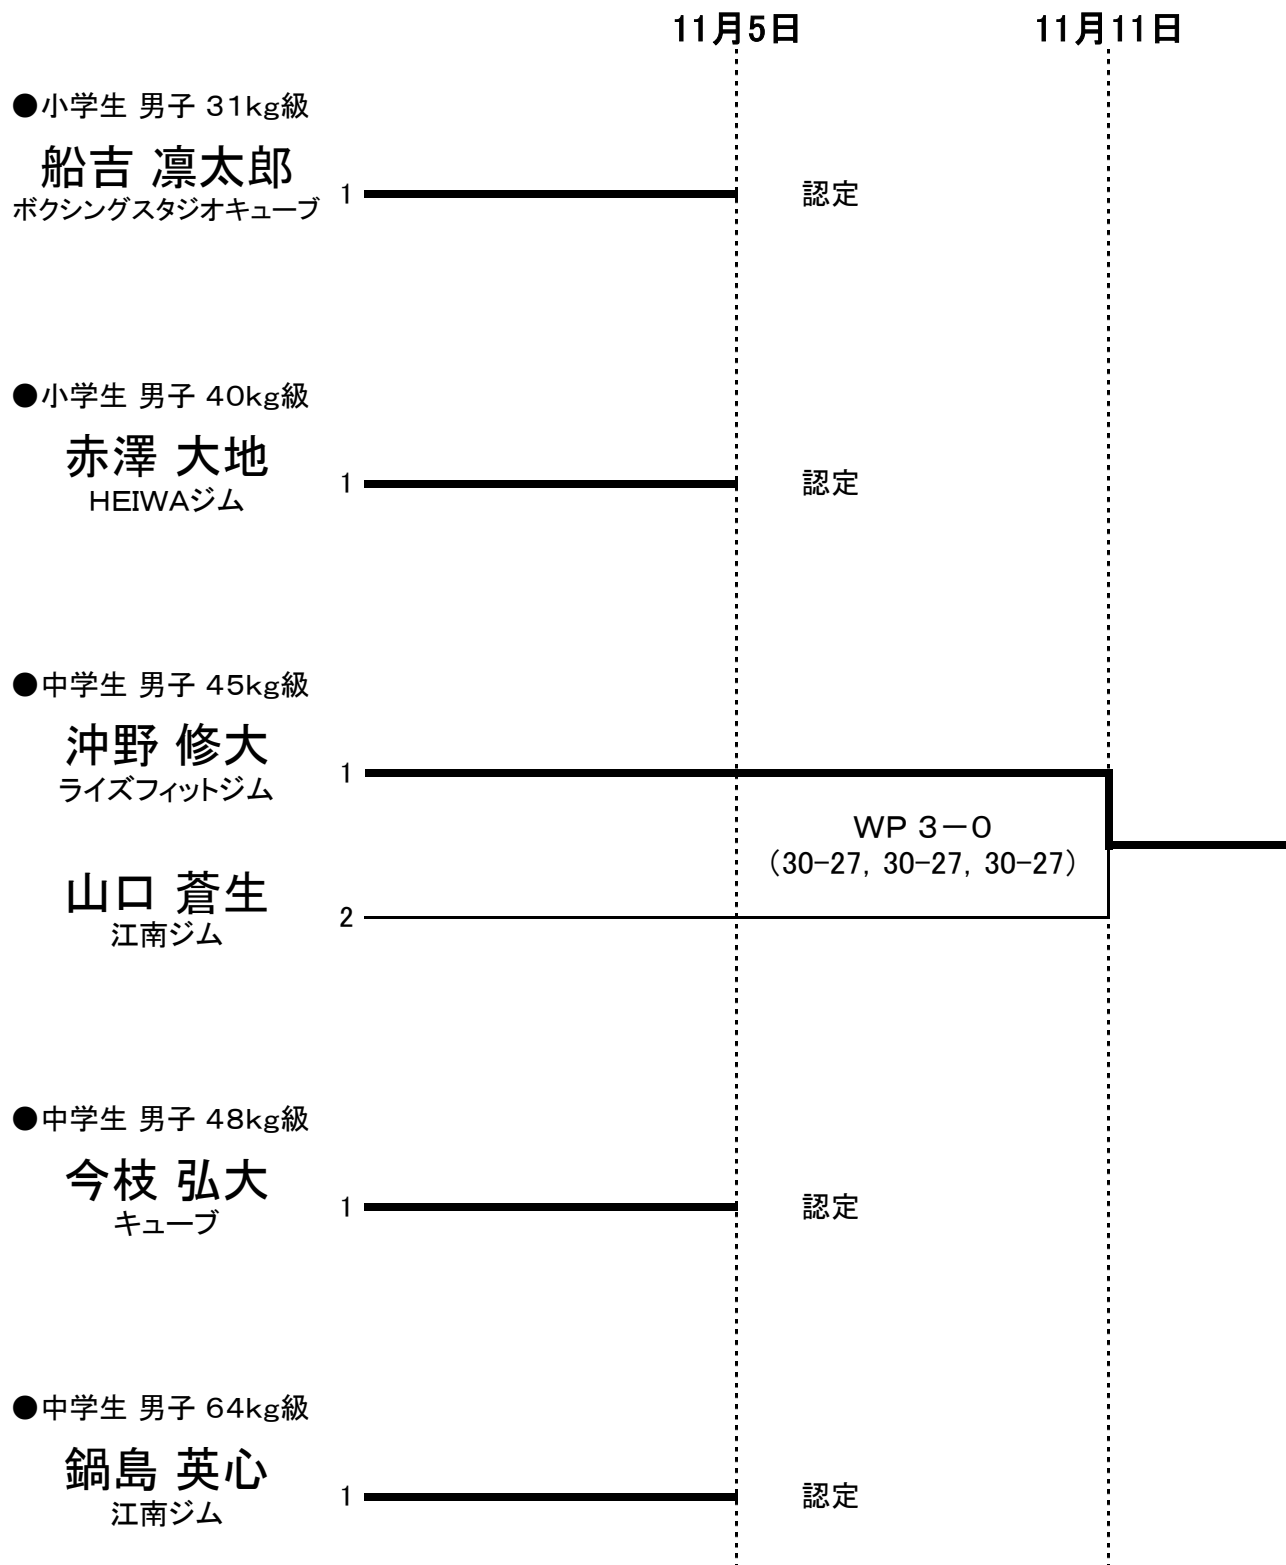 11月5日 11月11日
●小学生 男子 31kg級
船吉 凛太郎
ボクシングスタジオキューブ
1 認定
●小学生 男子 40kg級
赤澤 大地
HEIWAジム
1 認定
●中学生 男子 45kg級
沖野 修大
ライズフィットジム
1
WP 3－0
（30-27, 30-27, 30-27）
山口 蒼生
江南ジム
2
●中学生 男子 48kg級
今枝 弘大
キューブ
1 認定
●中学生 男子 64kg級
鍋島 英心
江南ジム
1 認定